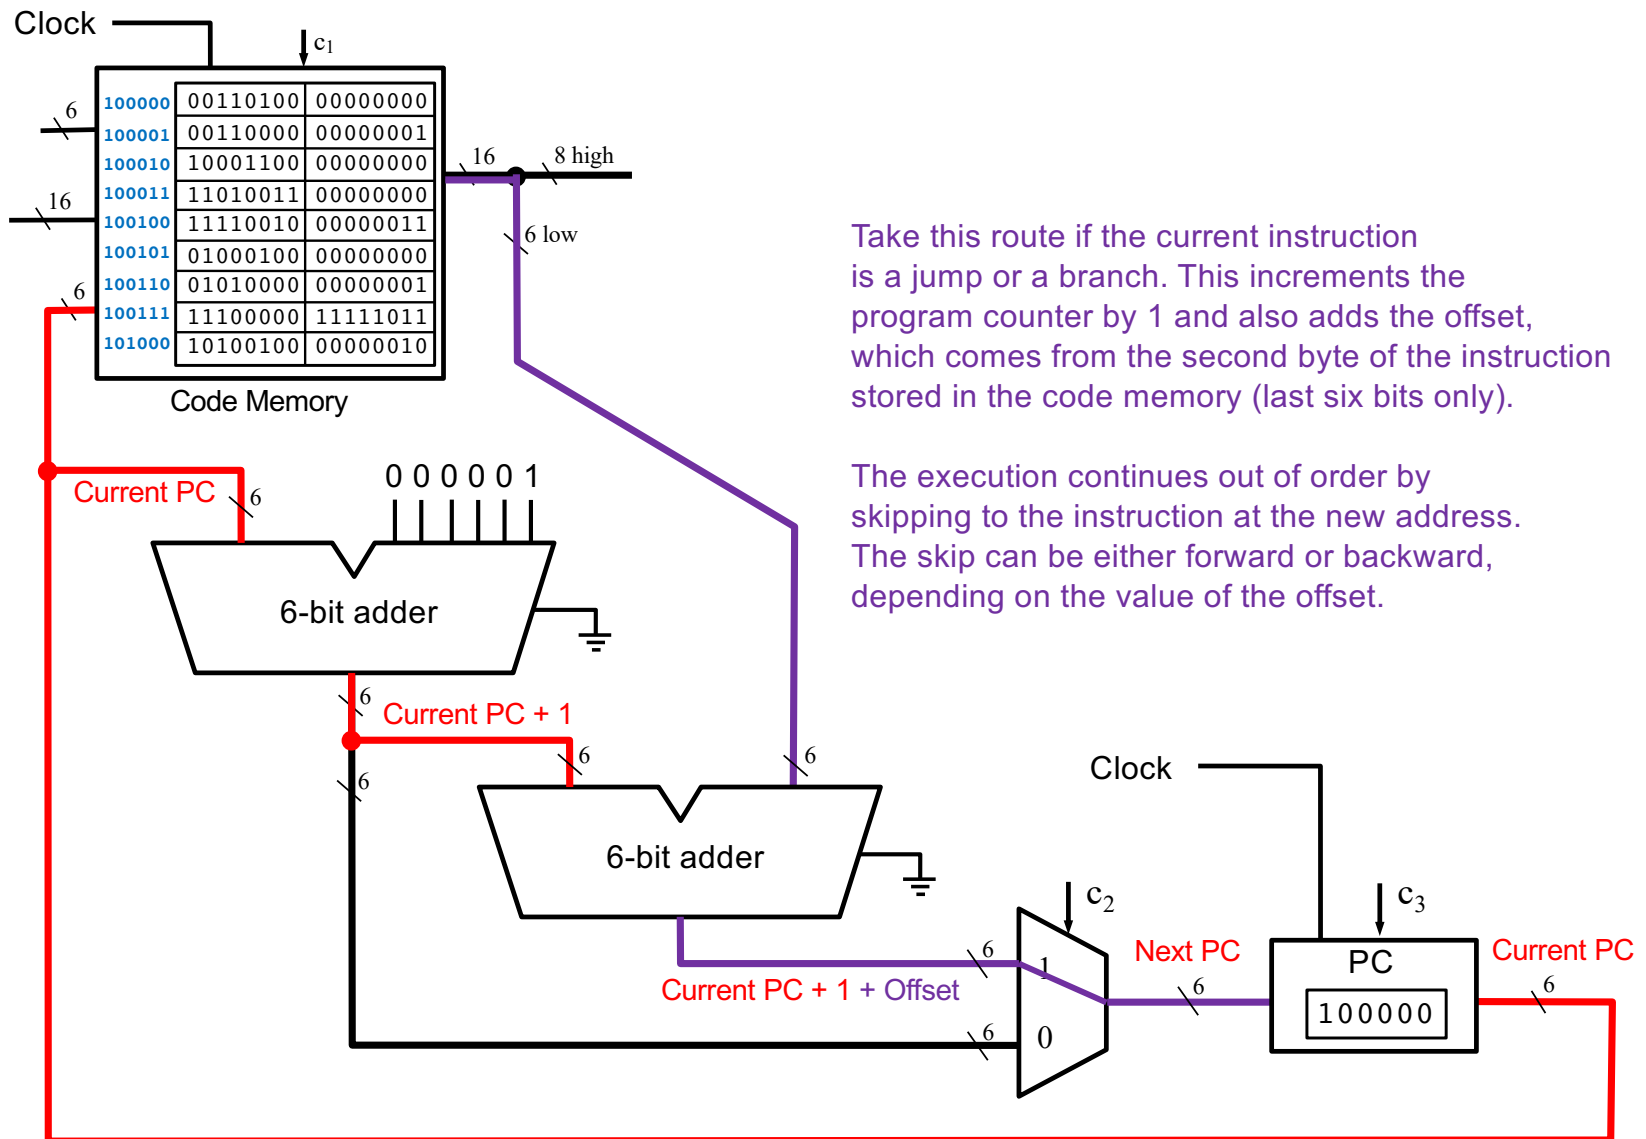 Clock
c1
100000 00110100 00000000
6
100001 00110000 00000001
100010 10001100 00000000
16
8 high
100011 11010011 00000000
16
100100 11110010 00000011
6 low
100101 01000100 00000000
100110 01010000 00000001
6
100111 11100000 11111011
101000 10100100 00000010
Code Memory
Take this route if the current instruction
is a jump or a branch. This increments the
program counter by 1 and also adds the offset,
which comes from the second byte of the instruction
stored in the code memory (last six bits only).
The execution continues out of order by
skipping to the instruction at the new address.
The skip can be either forward or backward,
depending on the value of the offset.
0 0 0 0 0 1
Current PC
6
6-bit adder
6
Current PC + 1
6
6
6
6-bit adder
Clock
c2
c3
6
1
Next PC
PC
Current PC
Current PC + 1 + Offset
6
100000
6
6
0